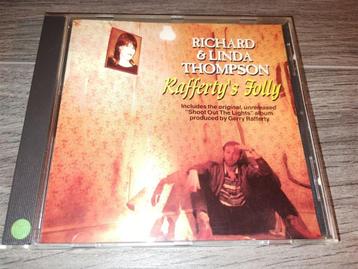 RICHARD
& LINDA
THOMPSON
Rafferty's Folly
Includes the original, unreleased
"Shoot Out The Lights" album
produced by Gerry Rafferty.